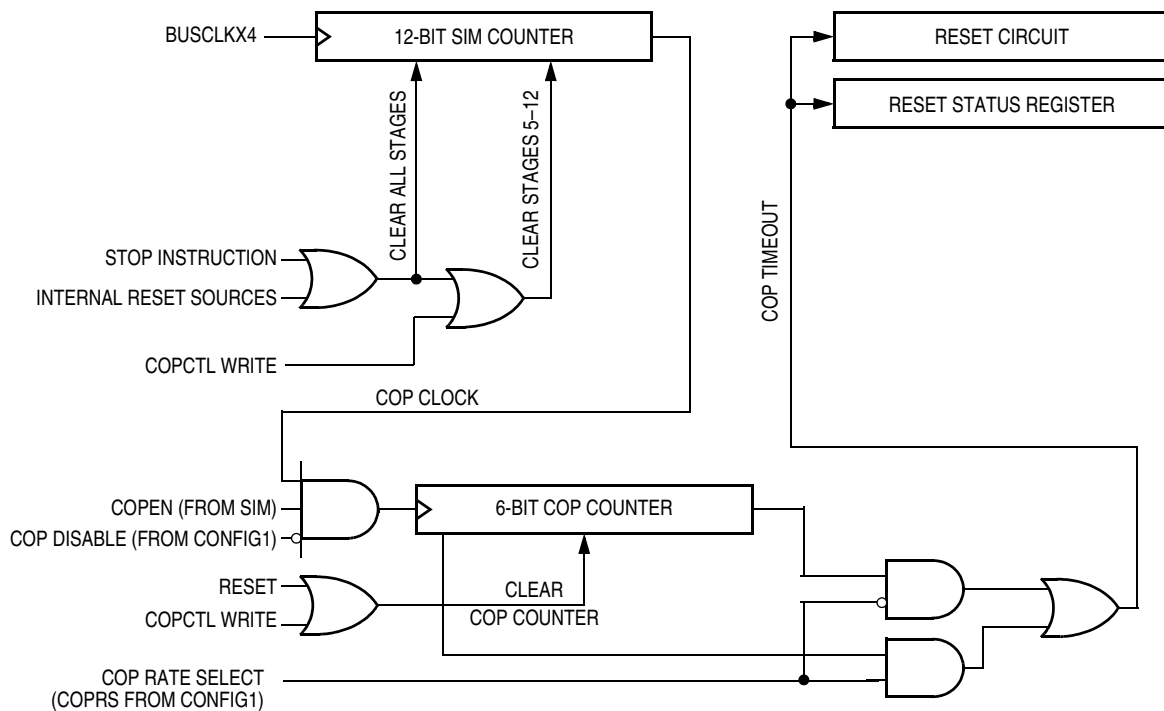 BUSCLKX4
12-BIT SIM COUNTER
RESET CIRCUIT
RESET STATUS REGISTER
CLEAR ALL STAGES
CLEAR STAGES 5–12
COP TIMEOUT
STOP INSTRUCTION
INTERNAL RESET SOURCES
COPCTL WRITE
COP CLOCK
COPEN (FROM SIM)
6-BIT COP COUNTER
COP DISABLE (FROM CONFIG1)
RESET
CLEAR
COPCTL WRITE
COP COUNTER
COP RATE SELECT
(COPRS FROM CONFIG1)